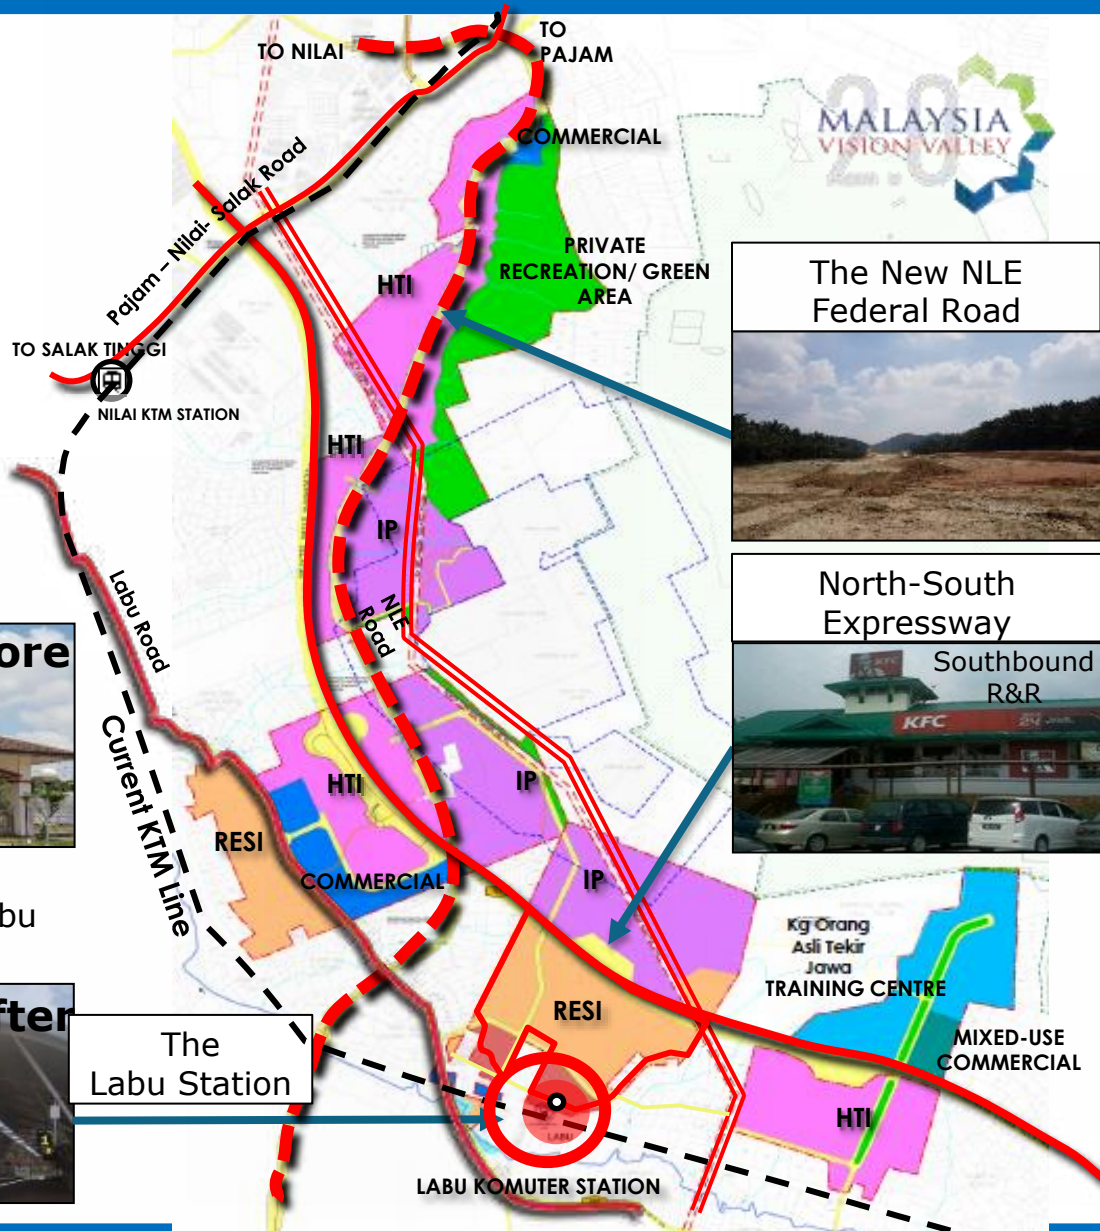 TO NILAI
TO
PAJAM
20
MALAYSIA
VISION VALLEY
COMMERCIAL
Pajam – Nilai- Salak Road
PRIVATE
RECREATION/ GREEN
AREA
HTI
The New NLE
Federal Road
TO SALAK TINGGI
NILAI KTM STATION
HTI
IP
North-South
Expressway
Labu Road
NLE
Road
ore
Southbound
R&R
KFC
KFC
Current KTM Line
HTI
IP
RESI
COMMERCIAL
IP
bu
Kg Orang
Asli Tekir
Jawa
TRAINING CENTRE
fter
RESI
The
Labu Station
MIXED-USE
COMMERCIAL
HTI
LABU
LABU KOMUTER STATION